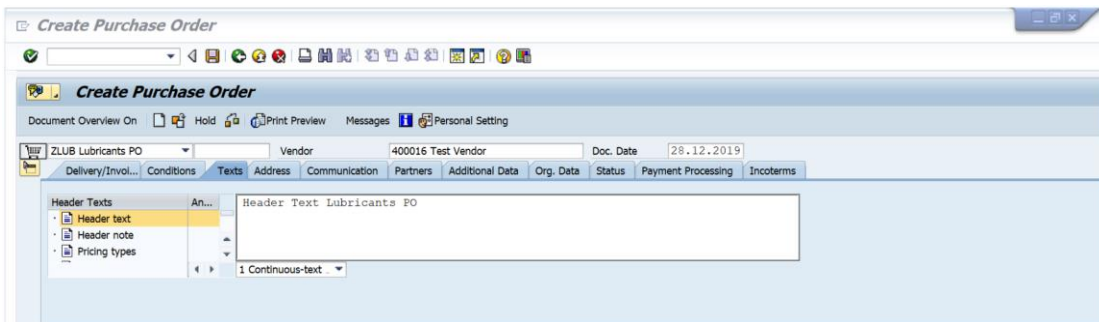 Create Purchase Order
Create Purchase Order
Document Overview On Hold Print Preview Messages Personal Setting
ZLUB Lubricants PO Vendor 400016 Test Vendor Doc. Date 28.12.2019
Delivery/Invoi... Conditions Texts Address Communication Partners Additional Data Org. Data Status Payment Processing Incoterms
Header Texts An... Header Text Lubricants PO
Header text
Header note
Pricing types
1 Continuous-text